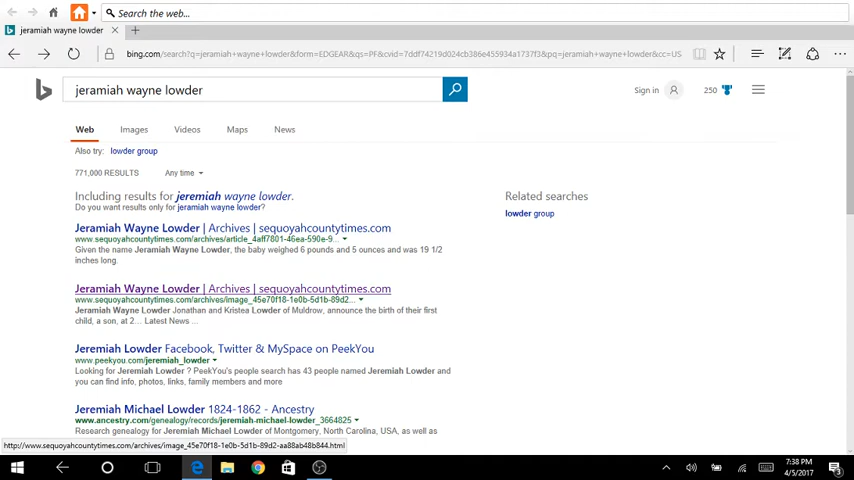 Search the web...
jeramiah wayne lowder
bing.com/search?q=jeramiah+wayne+lowder&form=EDGEAR&qs=PF&cvid=7ddf74219d024cb386e455934a1737f3&pq=jeramiah+wayne+lowder&cc=US
jeramiah wayne lowder
Sign in
250
Web Images Videos Maps News
Also try: lowder group
771,000 RESULTS Any time
Including results for jeremiah wayne lowder.
Related searches
Do you want results only for jeramiah wayne lowder?
lowder group
Jeramiah Wayne Lowder | Archives | sequoyahcountytimes.com
www.sequoyahcountytimes.com/archives/article_4aff7801-46ea-590e-9...
Given the name Jeramiah Wayne Lowder, the baby weighed 6 pounds and 5 ounces and was 19 1/2
inches long.
Jeramiah Wayne Lowder | Archives | sequoyahcountytimes.com
www.sequoyahcountytimes.com/archives/image_45e70f18-1e0b-5d1b-89d2...
Jeramiah Wayne Lowder Jonathan and Kristea Lowder of Muldrow, announce the birth of their first
child, a son, at 2... Latest News ...
Jeremiah Lowder Facebook, Twitter & MySpace on PeekYou
www.peekyou.com/jeremiah_lowder
Looking for Jeremiah Lowder ? PeekYou's people search has 43 people named Jeremiah Lowder and
you can find info, photos, links, family members and more
Jeremiah Michael Lowder 1824-1862 - Ancestry
www.ancestry.com/genealogy/records/jeremiah-michael-lowder_3664825
Research genealogy for Jeremiah Michael Lowder of Montgomery, North Carolina, USA, as well as
http://www.sequoyahcountytimes.com/archives/image_45e70f18-1e0b-5d1b-89d2-aa88ab48b844.html
7:38 PM
4/5/2017
3